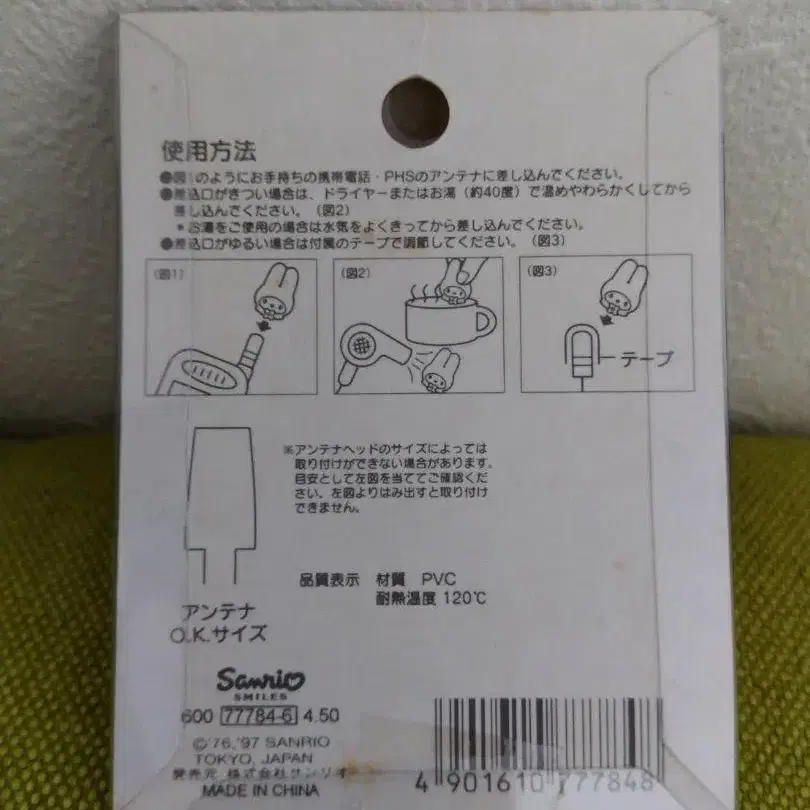 使用方法
●図1のようにお手持ちの携帯電話・PHSのアンテナに差し込んでください。
●差込口がきつい場合は、ドライヤーまたはお湯（約40度）で温めやわらかくしてから
差し込んでください。（図2）
＊お湯をご使用の場合は水気をよくきってから差し込んでください。
●差込口がゆるい場合は付属のテープで調節してください。（図3）
（図1）
（図2）
（図3）
テープ
※アンテナヘッドのサイズによっては
取り付けができない場合があります。
目安として左図を当ててご確認くだ
さい。左図よりはみ出すと取り付け
できません。
品質表示 材質 PVC
耐熱温度 120℃
アンテナ
O.K.サイズ
Sanrio
SMILES
600 77784-6 4.50
©'76,'97 SANRIO
TOKYO, JAPAN
発売元 株式会社サンリオ
MADE IN CHINA
4 901610 777848